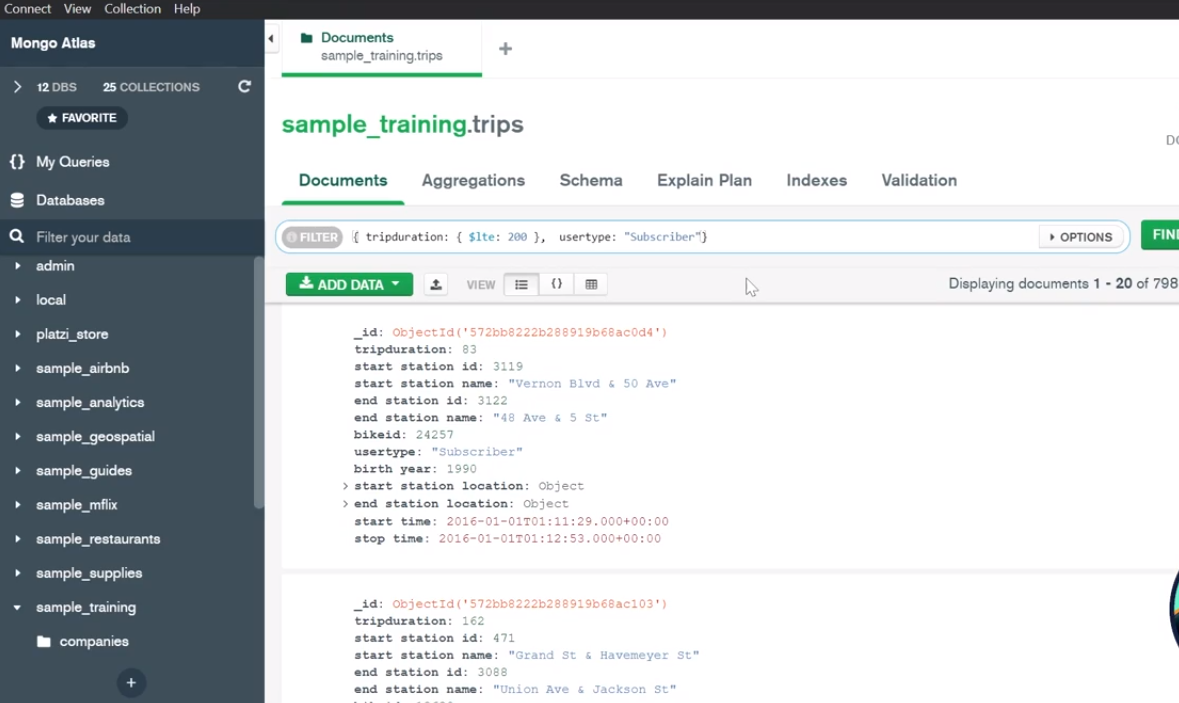 Connect View Collection Help
Mongo Atlas
12 DBS 25 COLLECTIONS
FAVORITE
{} My Queries
Databases
Filter your data
admin
local
platzi_store
sample_airbnb
sample_analytics
sample_geospatial
sample_guides
sample_mflix
sample_restaurants
sample_supplies
sample_training
companies
+
Documents
sample_training.trips
+
sample_training.trips
Documents Aggregations Schema Explain Plan Indexes Validation
FILTER { tripduration: { $lte: 200 }, usertype: "Subscriber"}
OPTIONS
FIN
ADD DATA
VIEW
{}
Displaying documents 1 - 20 of 798
_id: ObjectId('572bb8222b288919b68ac0d4')
tripduration: 83
start station id: 3119
start station name: "Vernon Blvd & 50 Ave"
end station id: 3122
end station name: "48 Ave & 5 St"
bikeid: 24257
usertype: "Subscriber"
birth year: 1990
> start station location: Object
> end station location: Object
start time: 2016-01-01T01:11:29.000+00:00
stop time: 2016-01-01T01:12:53.000+00:00
_id: ObjectId('572bb8222b288919b68ac103')
tripduration: 162
start station id: 471
start station name: "Grand St & Havemeyer St"
end station id: 3088
end station name: "Union Ave & Jackson St"